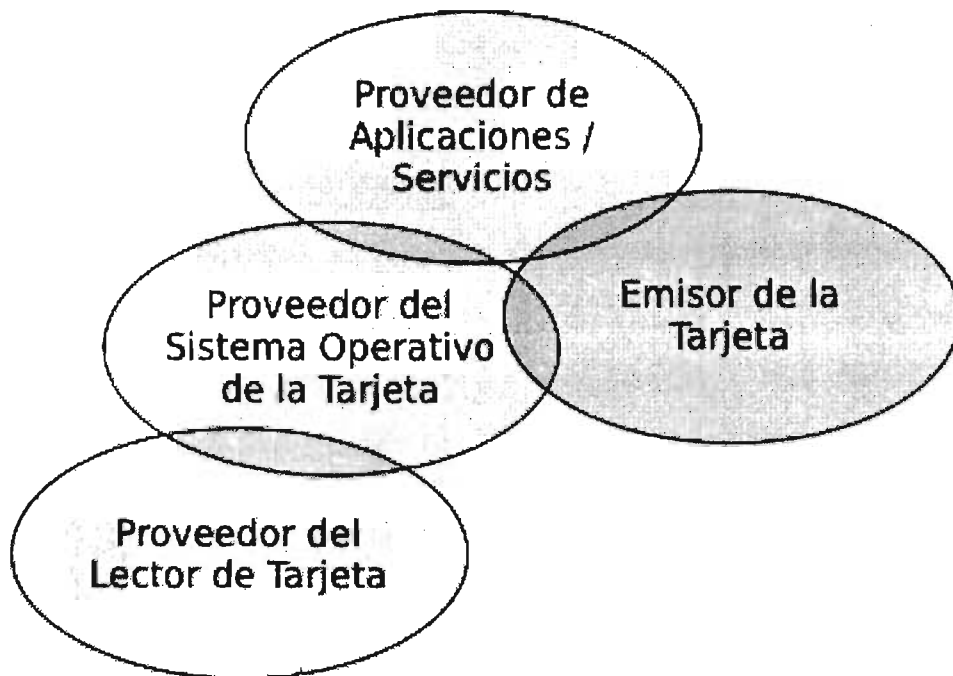 Proveedor de
Aplicaciones /
Servicios
Emisor de la
Tarjeta
Proveedor del
Sistema Operativo
de la Tarjeta
Proveedor del
Lector de Tarjeta